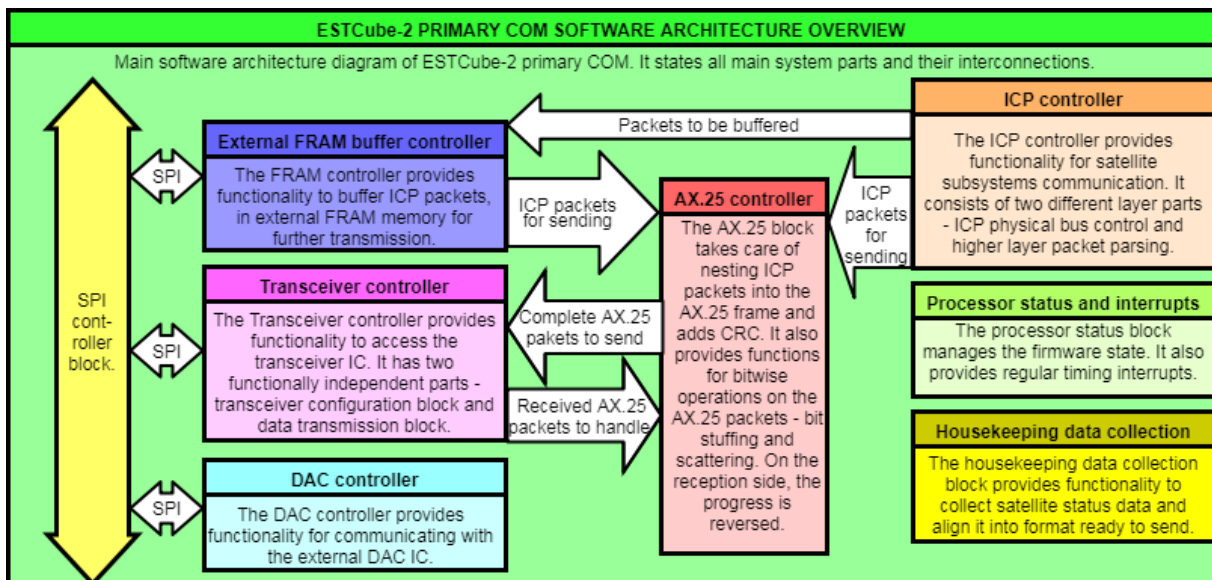 ESTCube-2 PRIMARY COM SOFTWARE ARCHITECTURE OVERVIEW
Main software architecture diagram of ESTCube-2 primary COM. It states all main system parts and their interconnections.
SPI
cont-
roller
block.
SPI
External FRAM buffer controller
The FRAM controller provides
functionality to buffer ICP packets,
in external FRAM memory for
further transmission.
SPI
Transceiver controller
The Transceiver controller provides
functionality to access the
transceiver IC. It has two
functionally independent parts -
transceiver configuration block and
data transmission block.
SPI
DAC controller
The DAC controller provides
functionality for communicating with
the external DAC IC.
Packets to be buffered
ICP packets
for sending
Complete AX.25
pakets to send
Received AX.25
packets to handle
AX.25 controller
The AX.25 block
takes care of
nesting ICP
packets into the
AX.25 frame and
adds CRC. It also
provides functions
for bitwise
operations on the
AX.25 packets - bit
stuffing and
scattering. On the
reception side, the
progress is
reversed.
ICP
packets
for
sending
ICP controller
The ICP controller provides
functionality for satellite
subsystems communication. It
consists of two different layer parts
- ICP physical bus control and
higher layer packet parsing.
Processor status and interrupts
The processor status block
manages the firmware state. It also
provides regular timing interrupts.
Housekeeping data collection
The housekeeping data collection
block provides functionality to
collect satellite status data and
align it into format ready to send.